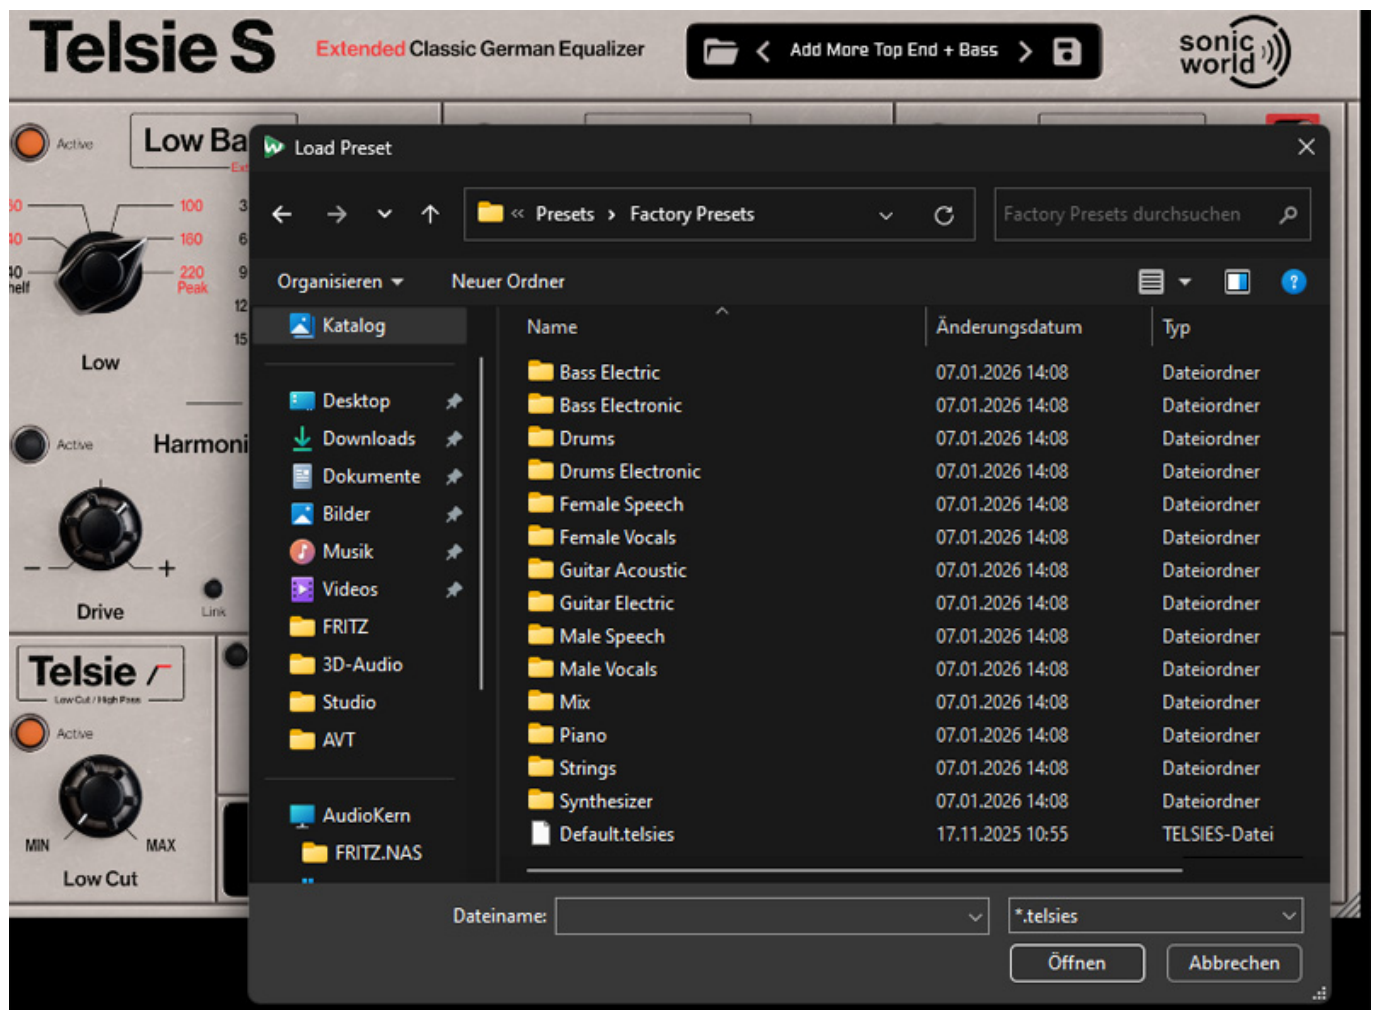 Telsie S
Extended Classic German Equalizer
Add More Top End + Bass
sonic
world
Active
Low Ba
Load Preset
« Presets › Factory Presets
Factory Presets durchsuchen
Organisieren
Neuer Ordner
100
160
220
Peak
3
6
9
12
15
Low
Active
Harmoni
Drive
Link
Telsie
Low Cut / High Pass
Active
MIN
MAX
Low Cut
Katalog
Desktop
Downloads
Dokumente
Bilder
Musik
Videos
FRITZ
3D-Audio
Studio
AVT
AudioKern
FRITZ.NAS
Name Änderungsdatum Typ
Bass Electric 07.01.2026 14:08 Dateiordner
Bass Electronic 07.01.2026 14:08 Dateiordner
Drums 07.01.2026 14:08 Dateiordner
Drums Electronic 07.01.2026 14:08 Dateiordner
Female Speech 07.01.2026 14:08 Dateiordner
Female Vocals 07.01.2026 14:08 Dateiordner
Guitar Acoustic 07.01.2026 14:08 Dateiordner
Guitar Electric 07.01.2026 14:08 Dateiordner
Male Speech 07.01.2026 14:08 Dateiordner
Male Vocals 07.01.2026 14:08 Dateiordner
Mix 07.01.2026 14:08 Dateiordner
Piano 07.01.2026 14:08 Dateiordner
Strings 07.01.2026 14:08 Dateiordner
Synthesizer 07.01.2026 14:08 Dateiordner
Default.telsies 17.11.2025 10:55 TELSIES-Datei
Dateiname:
*.telsies
Öffnen
Abbrechen